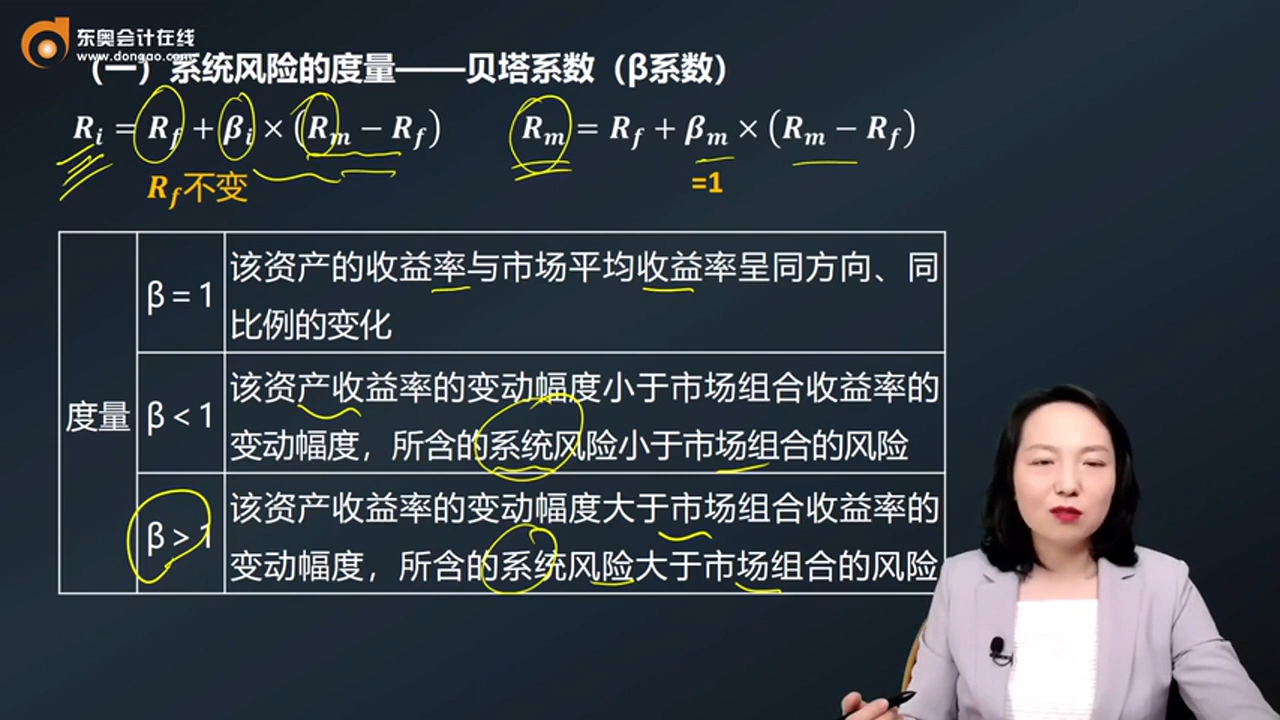 东奥会计在线
www.dongao.com
（一）系统风险的度量——贝塔系数（β系数）
R_i = R_f + β_i × (R_m − R_f) R_m = R_f + β_m × (R_m − R_f)
R_f不变 =1
度量
β = 1
该资产的收益率与市场平均收益率呈同方向、同
比例的变化
β < 1
该资产收益率的变动幅度小于市场组合收益率的
变动幅度，所含的系统风险小于市场组合的风险
β > 1
该资产收益率的变动幅度大于市场组合收益率的
变动幅度，所含的系统风险大于市场组合的风险